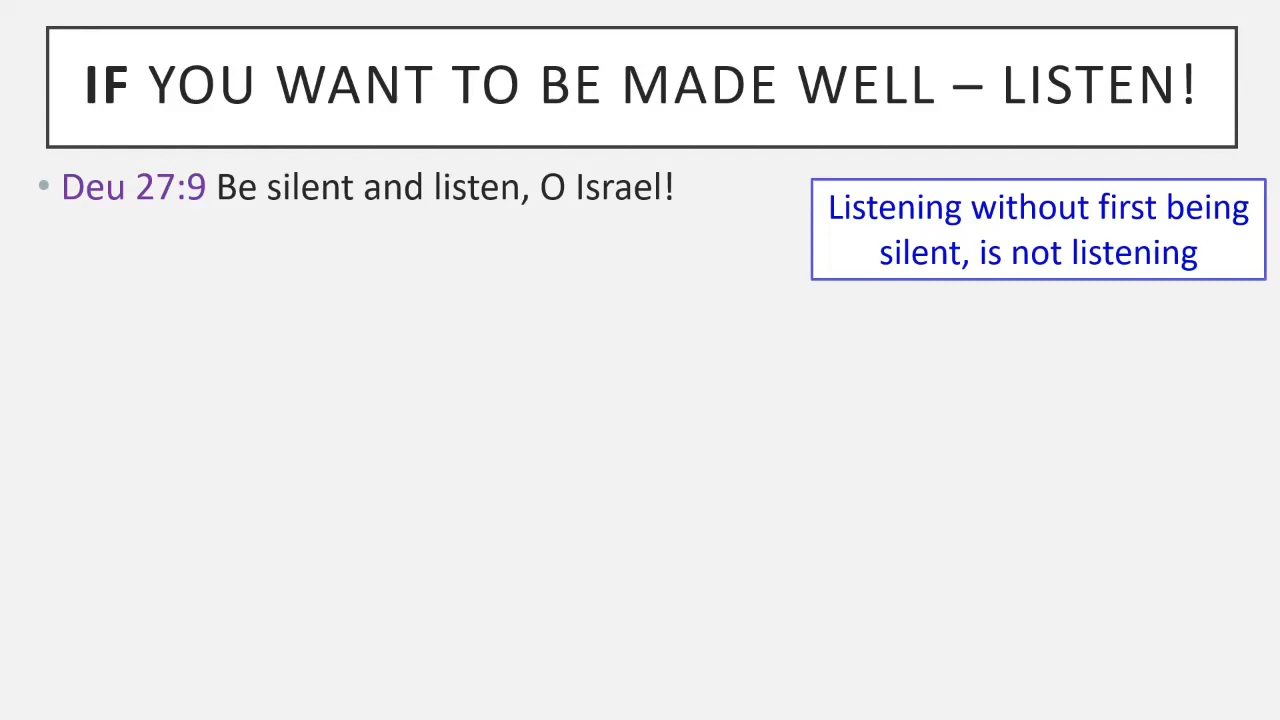 IF YOU WANT TO BE MADE WELL – LISTEN!
• Deu 27:9 Be silent and listen, O Israel!
Listening without first being
silent, is not listening